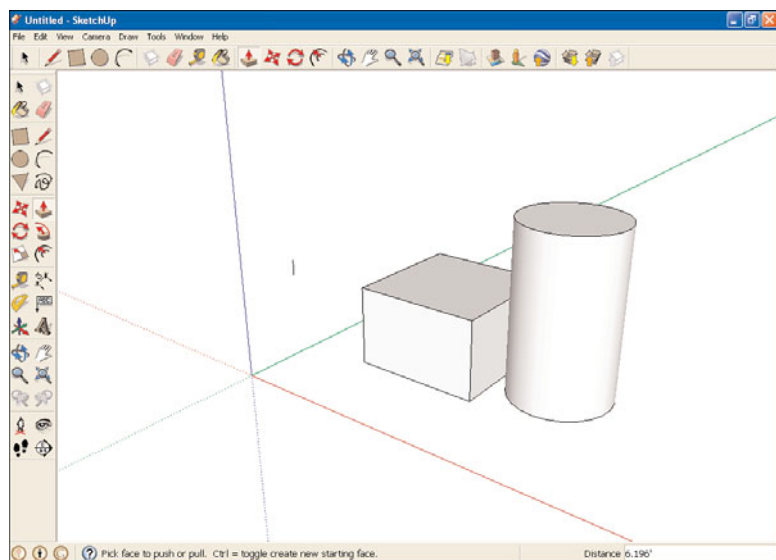 Untitled - SketchUp
File Edit View Camera Draw Tools Window Help
Pick face to push or pull. Ctrl = toggle create new starting face.
Distance 6.196'